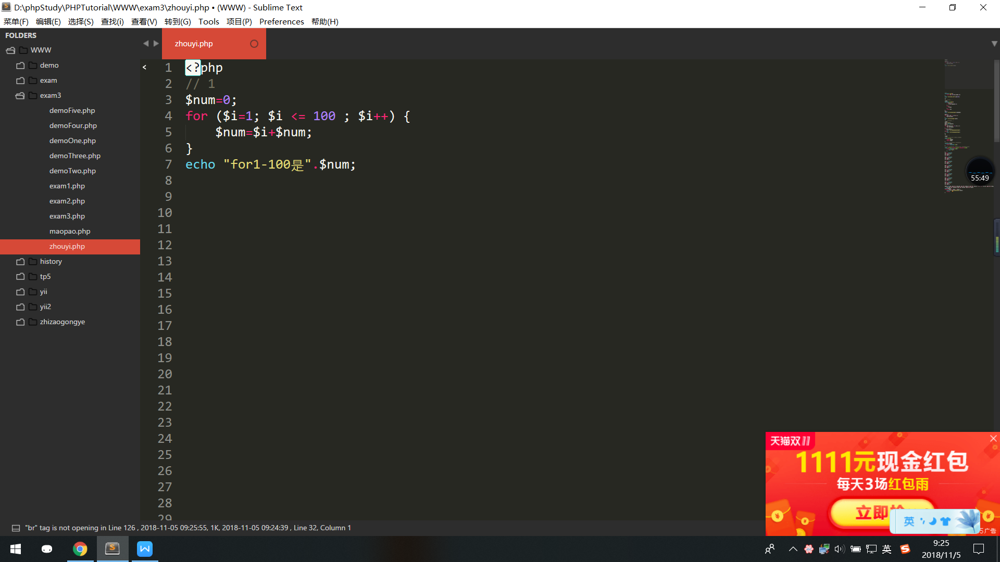 D:\phpStudy\PHPTutorial\WWW\exam3\zhouyi.php • (WWW) - Sublime Text
菜单(F) 编辑(E) 选择(S) 查找(i) 查看(V) 转到(G) Tools 项目(P) Preferences 帮助(H)
FOLDERS
WWW
demo
exam
exam3
demoFive.php
demoFour.php
demoOne.php
demoThree.php
demoTwo.php
exam1.php
exam2.php
exam3.php
maopao.php
zhouyi.php
history
tp5
yii
yii2
zhizaogongye
zhouyi.php
1 <?php
2 // 1
3 $num=0;
4 for ($i=1; $i <= 100 ; $i++) {
5 $num=$i+$num;
6 }
7 echo "for1-100是".$num;
8
9
10
11
12
13
14
15
16
17
18
19
20
21
22
23
24
25
26
27
28
29
55:49
天猫双11
1111元现金红包
每天3场红包雨
立即抢
英
5广告
"br" tag is not opening in Line 126 , 2018-11-05 09:25:55, 1K, 2018-11-05 09:24:39 , Line 32, Column 1
英
9:25
2018/11/5